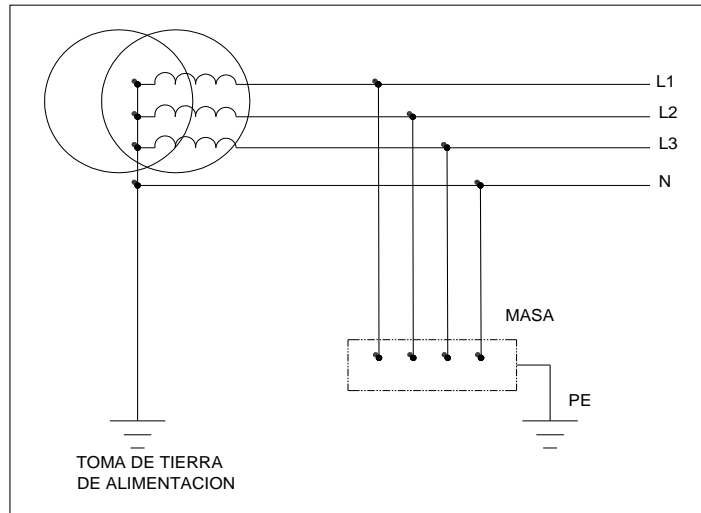 L1
L2
L3
N
MASA
PE
TOMA DE TIERRA
DE ALIMENTACION